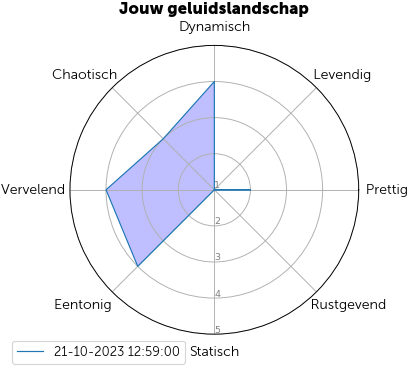 Jouw geluidslandschap
Dynamisch
Chaotisch
Levendig
Vervelend
1
Prettig
2
3
4
Eentonig
Rustgevend
5
21-10-2023 12:59:00
Statisch